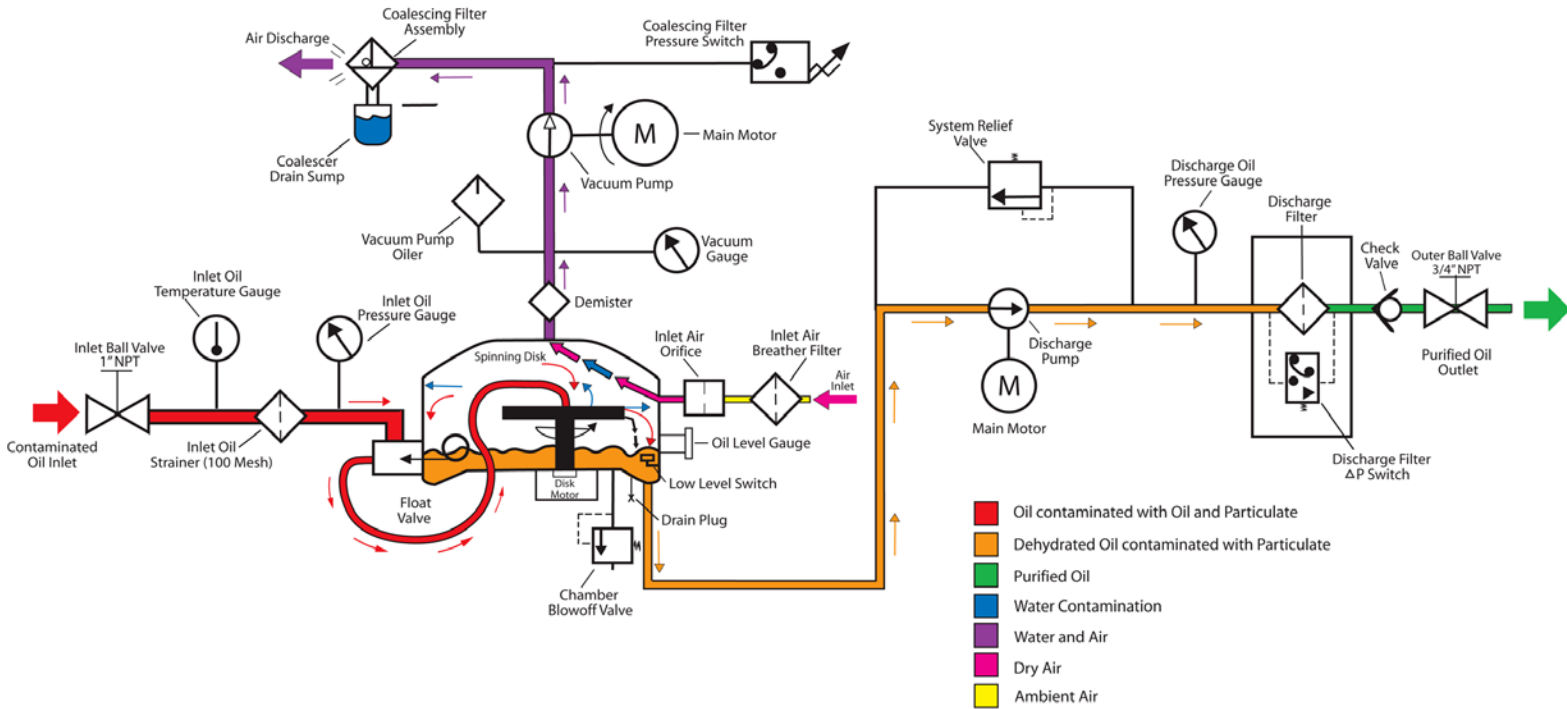 Coalescing Filter
Assembly
Air Discharge
Coalescing Filter
Pressure Switch
M
Main Motor
Coalescer
Drain Sump
Vacuum Pump
System Relief
Valve
Discharge Oil
Pressure Gauge
Discharge
Filter
Vacuum Pump
Oiler
Vacuum
Gauge
Check
Valve
Outer Ball Valve
3/4" NPT
Inlet Oil
Temperature Gauge
Inlet Oil
Pressure Gauge
Demister
Inlet Ball Valve
1" NPT
Spinning Disk
Inlet Air
Orifice
Inlet Air
Breather Filter
Air
Inlet
Discharge
Pump
M
Main Motor
Purified Oil
Outlet
Contaminated
Oil Inlet
Inlet Oil
Strainer (100 Mesh)
Float
Valve
Oil Level Gauge
Low Level Switch
Disk
Motor
Drain Plug
Chamber
Blowoff Valve
Discharge Filter
ΔP Switch
Oil contaminated with Oil and Particulate
Dehydrated Oil contaminated with Particulate
Purified Oil
Water Contamination
Water and Air
Dry Air
Ambient Air